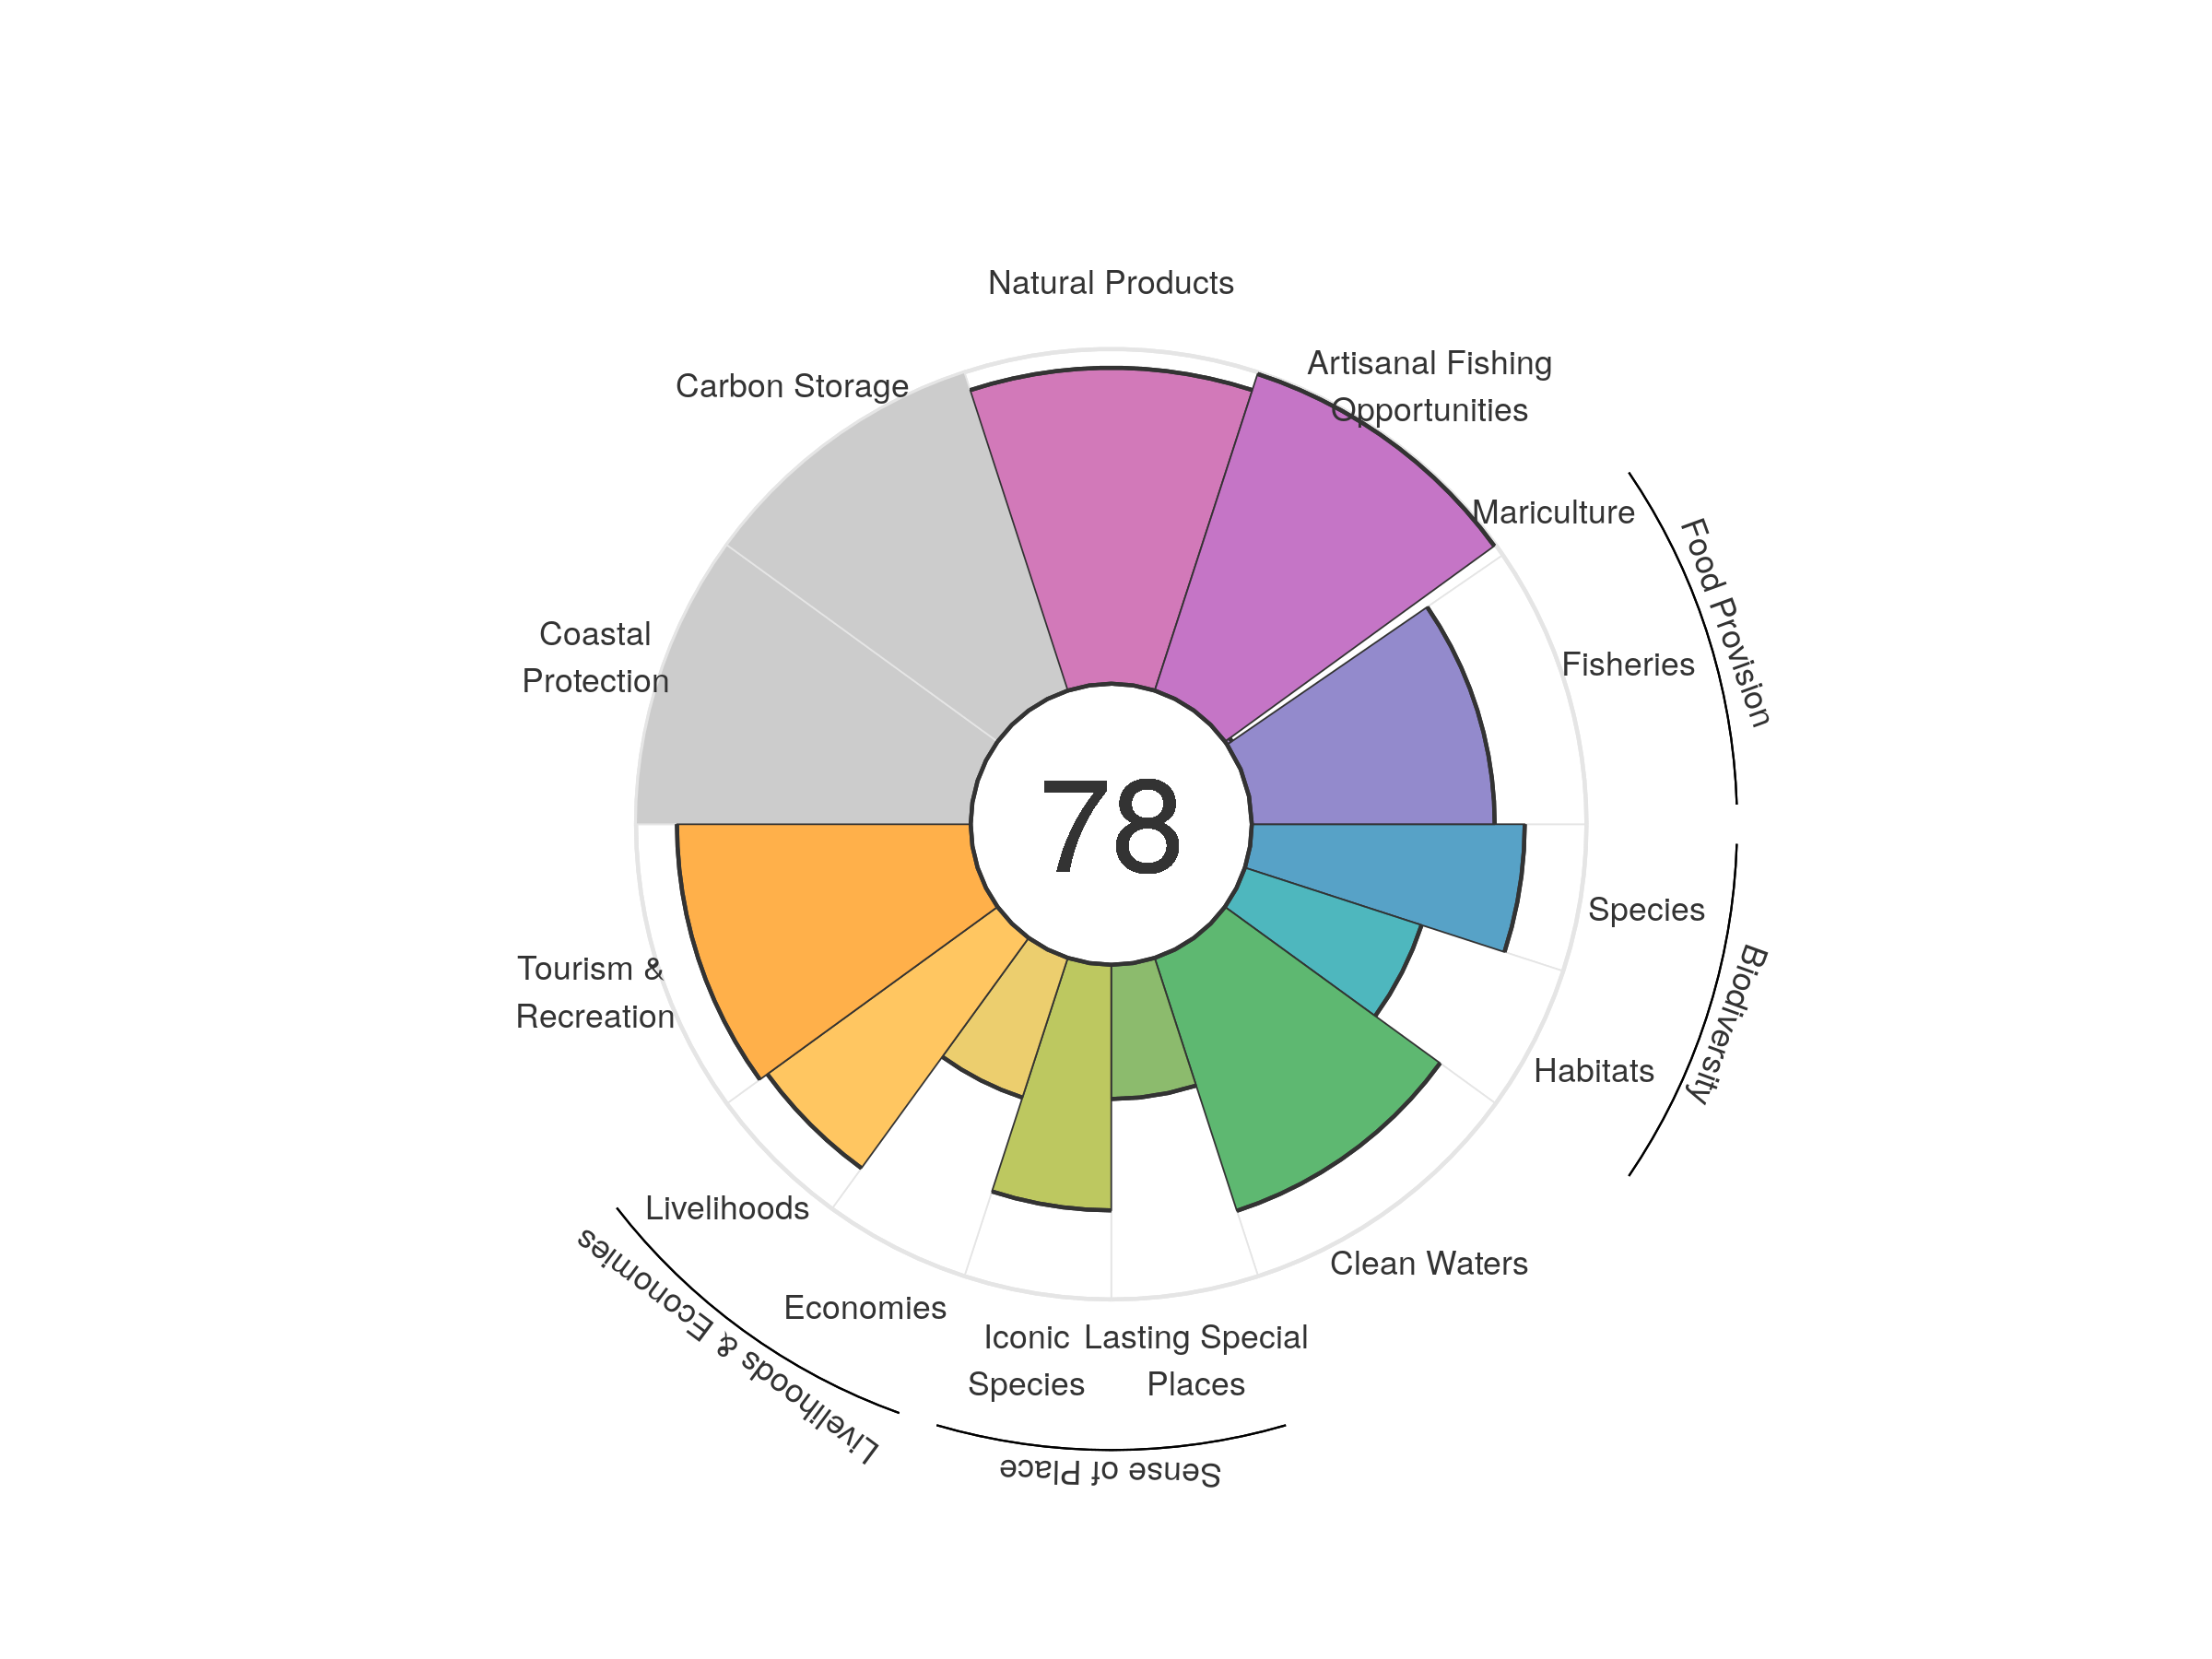 Natural Products
Artisanal Fishing
Opportunities
Carbon Storage
Mariculture
Food Provision
Fisheries
Coastal
Protection
78
Species
Biodiversity
Habitats
Tourism &
Recreation
Livelihoods
Livelihoods & Economies
Economies
Clean Waters
Iconic
Species
Lasting Special
Places
Sense of Place